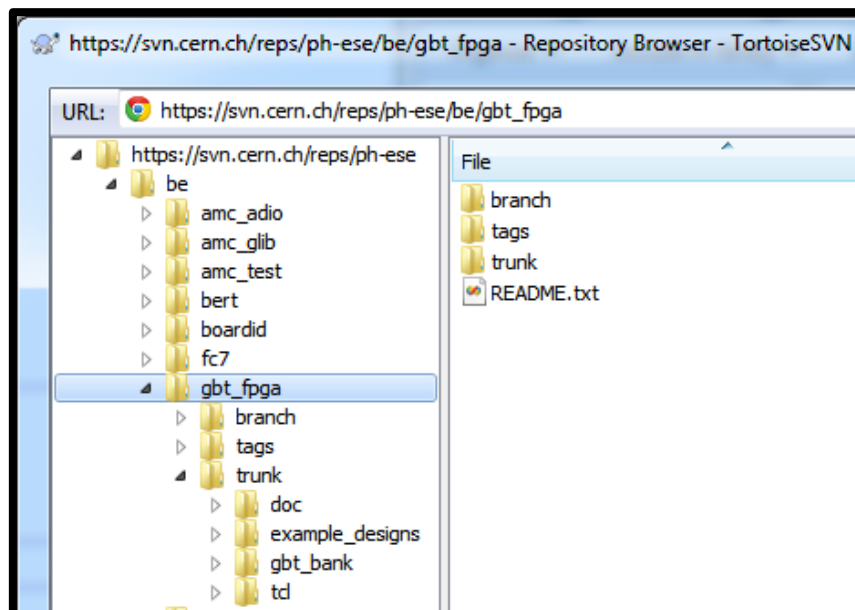 https://svn.cern.ch/reps/ph-ese/be/gbt_fpga - Repository Browser - TortoiseSVN
URL: https://svn.cern.ch/reps/ph-ese/be/gbt_fpga
https://svn.cern.ch/reps/ph-ese
be
amc_adio
amc_glib
amc_test
bert
boardid
fc7
gbt_fpga
branch
tags
trunk
doc
example_designs
gbt_bank
tcl
File
branch
tags
trunk
README.txt